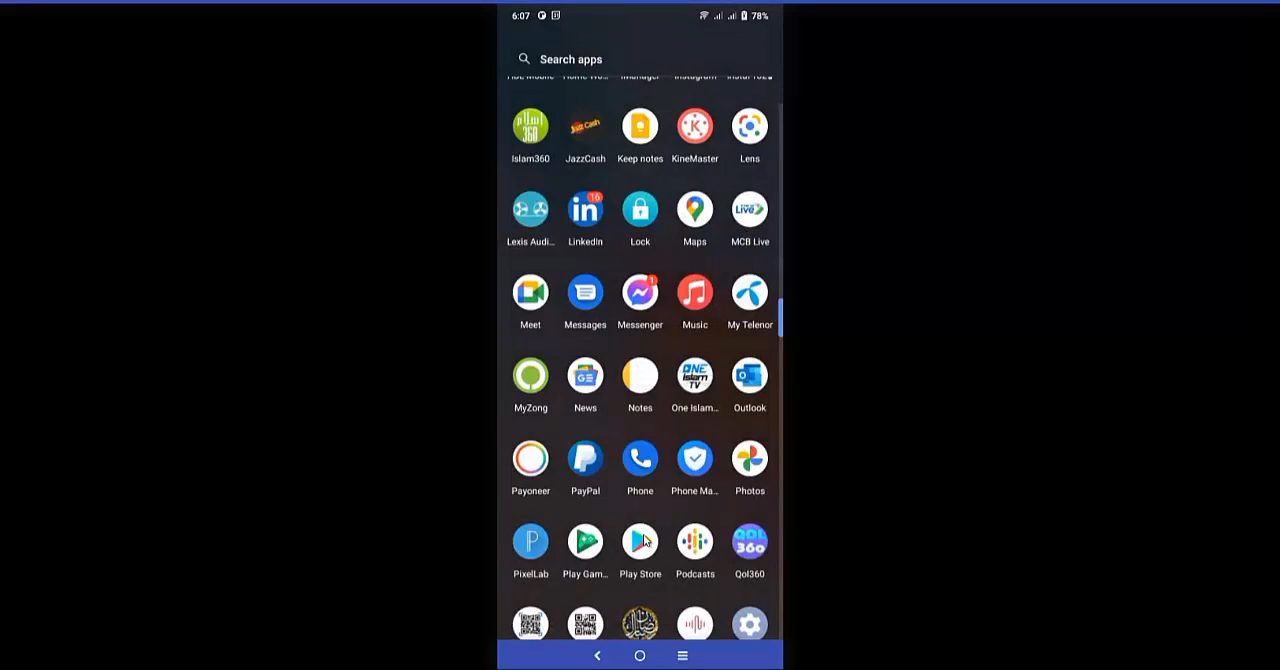 6:07 78%
Search apps
Islam360 JazzCash Keep notes KineMaster Lens
Lexis Audi... LinkedIn Lock Maps MCB Live
Meet Messages Messenger Music My Telenor
MyZong News Notes One Islam... Outlook
Payoneer PayPal Phone Phone Ma... Photos
PixelLab Play Gam... Play Store Podcasts Qol360